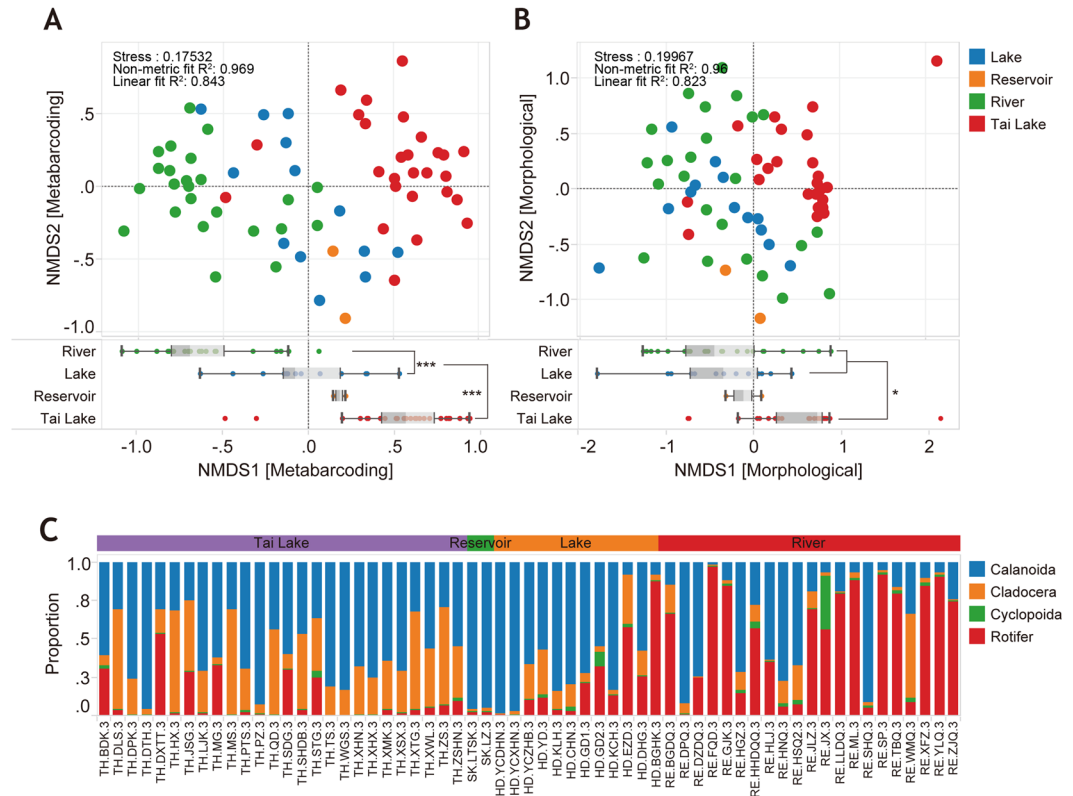 A
B
Stress : 0.17532
Non-metric fit R²: 0.969
Linear fit R²: 0.843
NMDS2 [Metabarcoding]
.5
.0
-.5
-1.0
River
Lake
Reservoir
Tai Lake
***
***
-1.0
-.5
.0
.5
1.0
NMDS1 [Metabarcoding]
Stress : 0.19967
Non-metric fit R²: 0.96
Linear fit R²: 0.823
NMDS2 [Morphological]
1.0
.5
.0
-0.5
-1.0
River
Lake
Reservoir
Tai Lake
*
-2
-1
0
1
2
NMDS1 [Morphological]
Lake
Reservoir
River
Tai Lake
C
Tai Lake
Reservoir
Lake
River
Proportion
1.0
.8
.5
.3
.0
Calanoida
Cladocera
Cyclopoida
Rotifer
TH.BDK.3
TH.DLS.3
TH.DPK.3
TH.DTH.3
TH.DXTT.3
TH.HX.3
TH.JSG.3
TH.LJK.3
TH.MG.3
TH.MS.3
TH.PTS.3
TH.PZ.3
TH.QD.3
TH.SDG.3
TH.SHDB.3
TH.STG.3
TH.TS.3
TH.WGS.3
TH.XHN.3
TH.XHX.3
TH.XMK.3
TH.XSX.3
TH.XTG.3
TH.XWL.3
TH.ZS.3
TH.ZSHN.3
SK.LTSK.3
SK.LZ.3
HD.YCDHN.3
HD.YCXHN.3
HD.YCZHB.3
HD.YD.3
HD.KLH.3
HD.CHN.3
HD.GD1.3
HD.GD2.3
HD.KCH.3
HD.EZD.3
HD.DHG.3
HD.BGHK.3
RE.BGDQ.3
RE.DPQ.3
RE.DZDQ.3
RE.FQD.3
RE.GJK.3
RE.HGZ.3
RE.HHDQQ.3
RE.HLJ.3
RE.HNQ.3
RE.HSQ2.3
RE.JLZ.3
RE.JJX.3
RE.LLDQ.3
RE.ML.3
RE.SHQ.3
RE.SP.3
RE.TBQ.3
RE.WMQ.3
RE.XFZ.3
RE.YLQ.3
RE.ZJQ.3